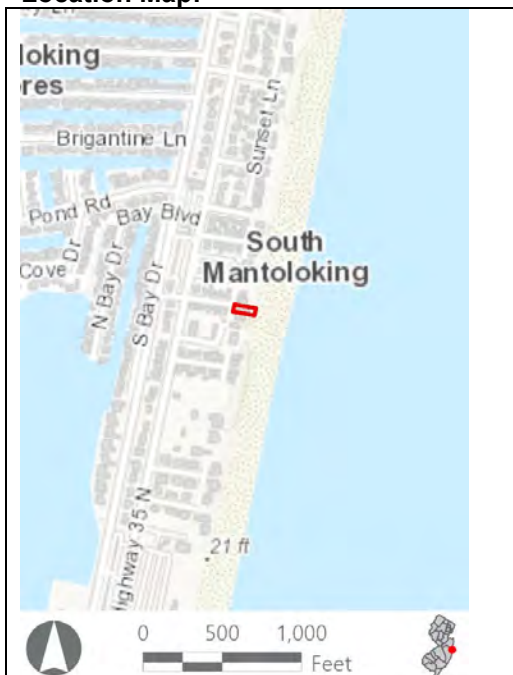 Location Map:
loking
res
Brigantine Ln
Sunset Ln
Pond Rd
Bay Blvd
South
Mantoloking
Cove Dr
N Bay Dr
S Bay Dr
Highway 35 N
21 ft
0 500 1,000
Feet